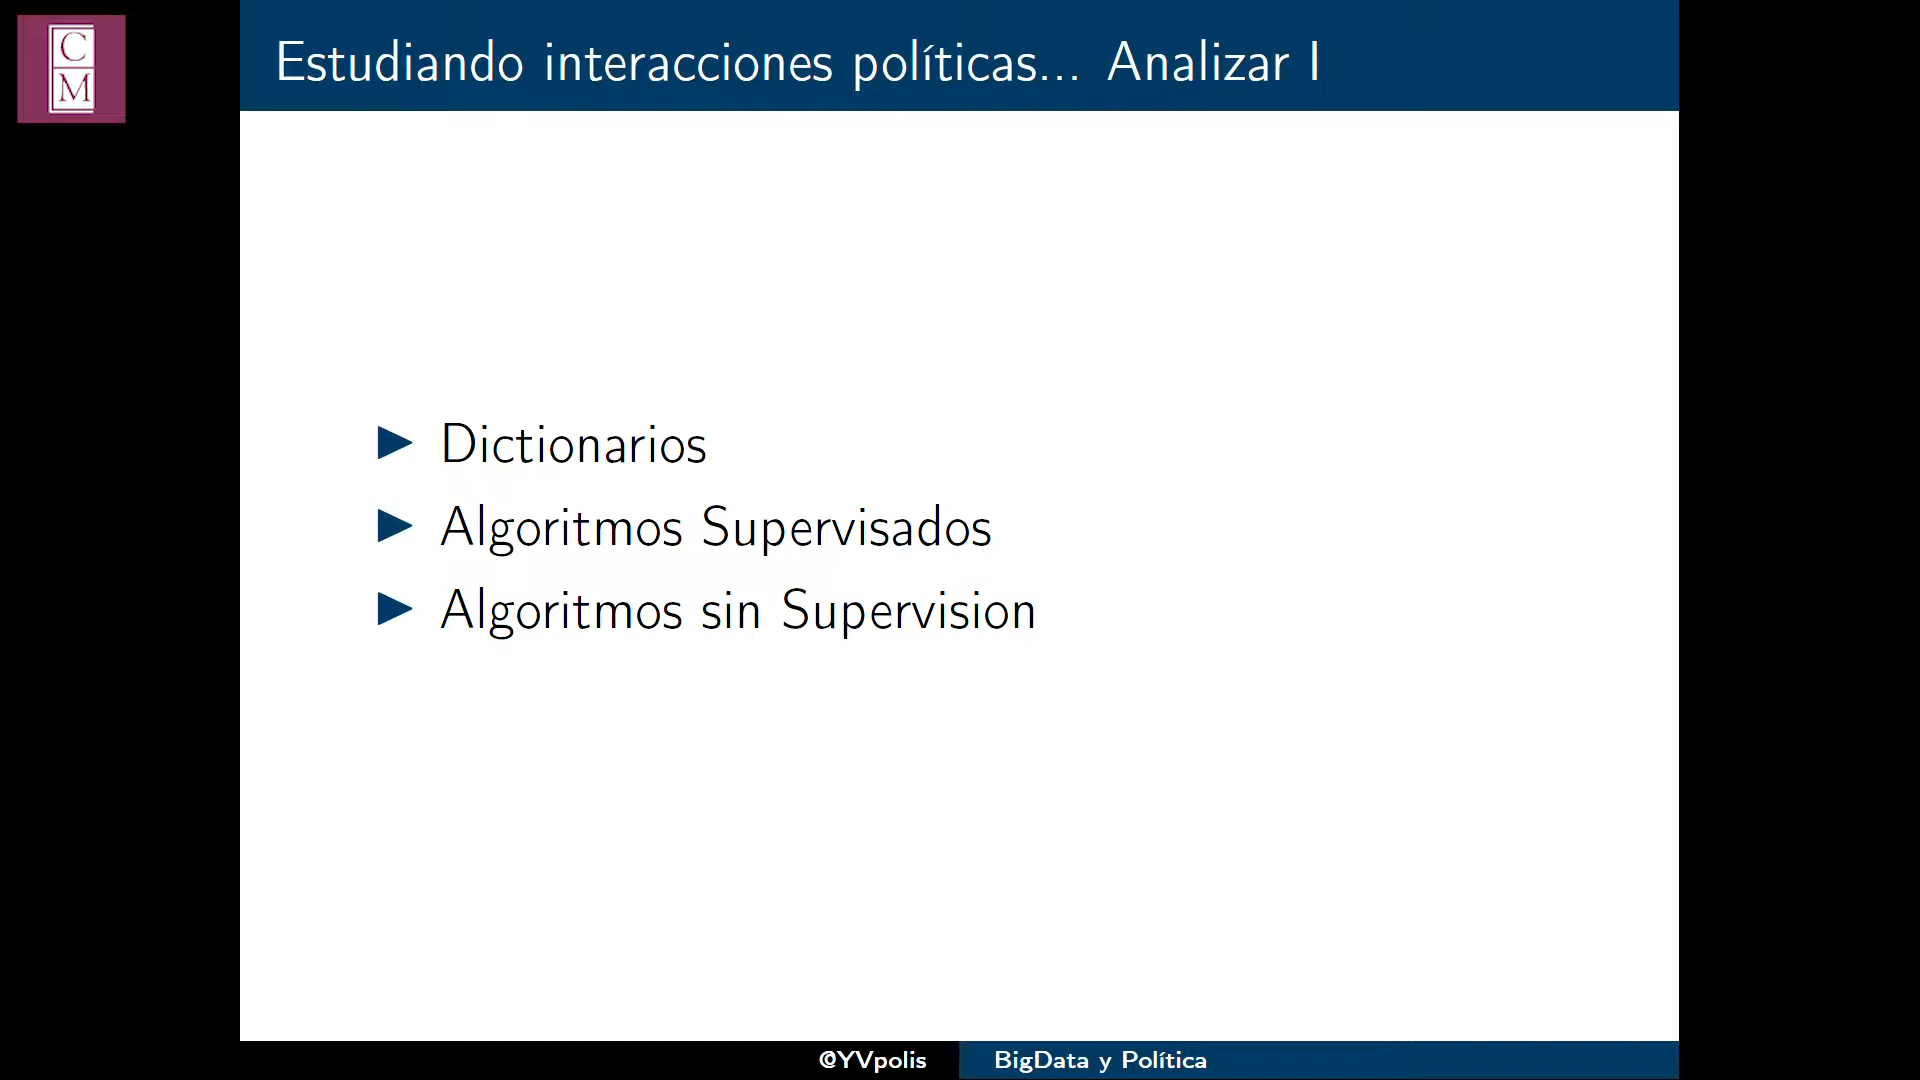 C
M
Estudiando interacciones políticas... Analizar I
Dictionarios
Algoritmos Supervisados
Algoritmos sin Supervision
@YVpolis
BigData y Política